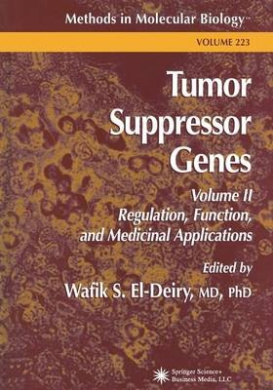 Methods in Molecular Biology™
VOLUME 223
Tumor
Suppressor
Genes
Volume II
Regulation, Function,
and Medicinal Applications
Edited by
Wafik S. El-Deiry, MD, PhD
Springer Science+
Business Media, LLC